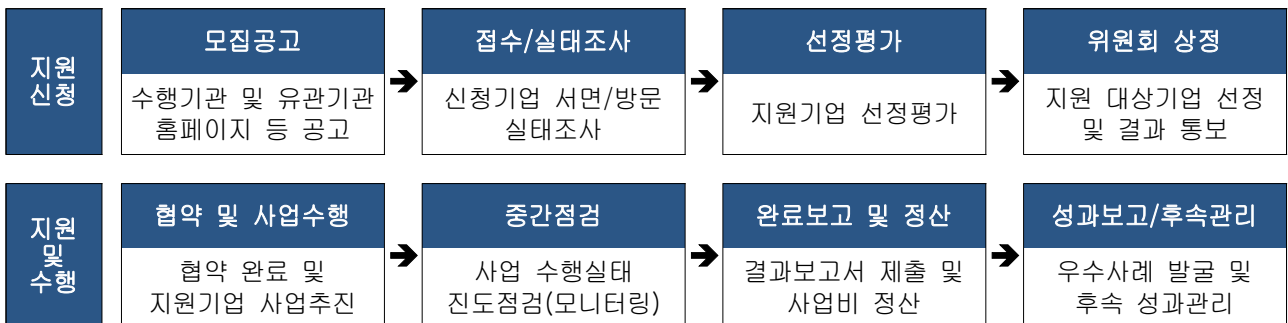 지원
신청
모집공고
수행기관 및 유관기관
홈페이지 등 공고
접수/실태조사
신청기업 서면/방문
실태조사
선정평가
지원기업 선정평가
위원회 상정
지원 대상기업 선정
및 결과 통보
지원
및
수행
협약 및 사업수행
협약 완료 및
지원기업 사업추진
중간점검
사업 수행실태
진도점검(모니터링)
완료보고 및 정산
결과보고서 제출 및
사업비 정산
성과보고/후속관리
우수사례 발굴 및
후속 성과관리